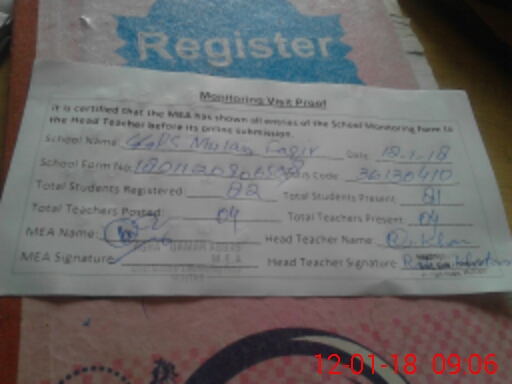 Register
Monitoring Visit Proof
It is certified that the MEA has shown all entries of the School Monitoring Form to
the Head Teacher before its online submission.
School Name GGPS Mulan Faqir Date 12-1-18
School Form No: Code 36130410
Total Students Registered: 82 Total Students Present 81
Total Teachers Posted: 04 Total Teachers Present 04
MEA Name: Head Teacher Name:
QAMAR ABBAS
MEA Signature M.E.A Head Teacher Signature
12-01-18 09:06